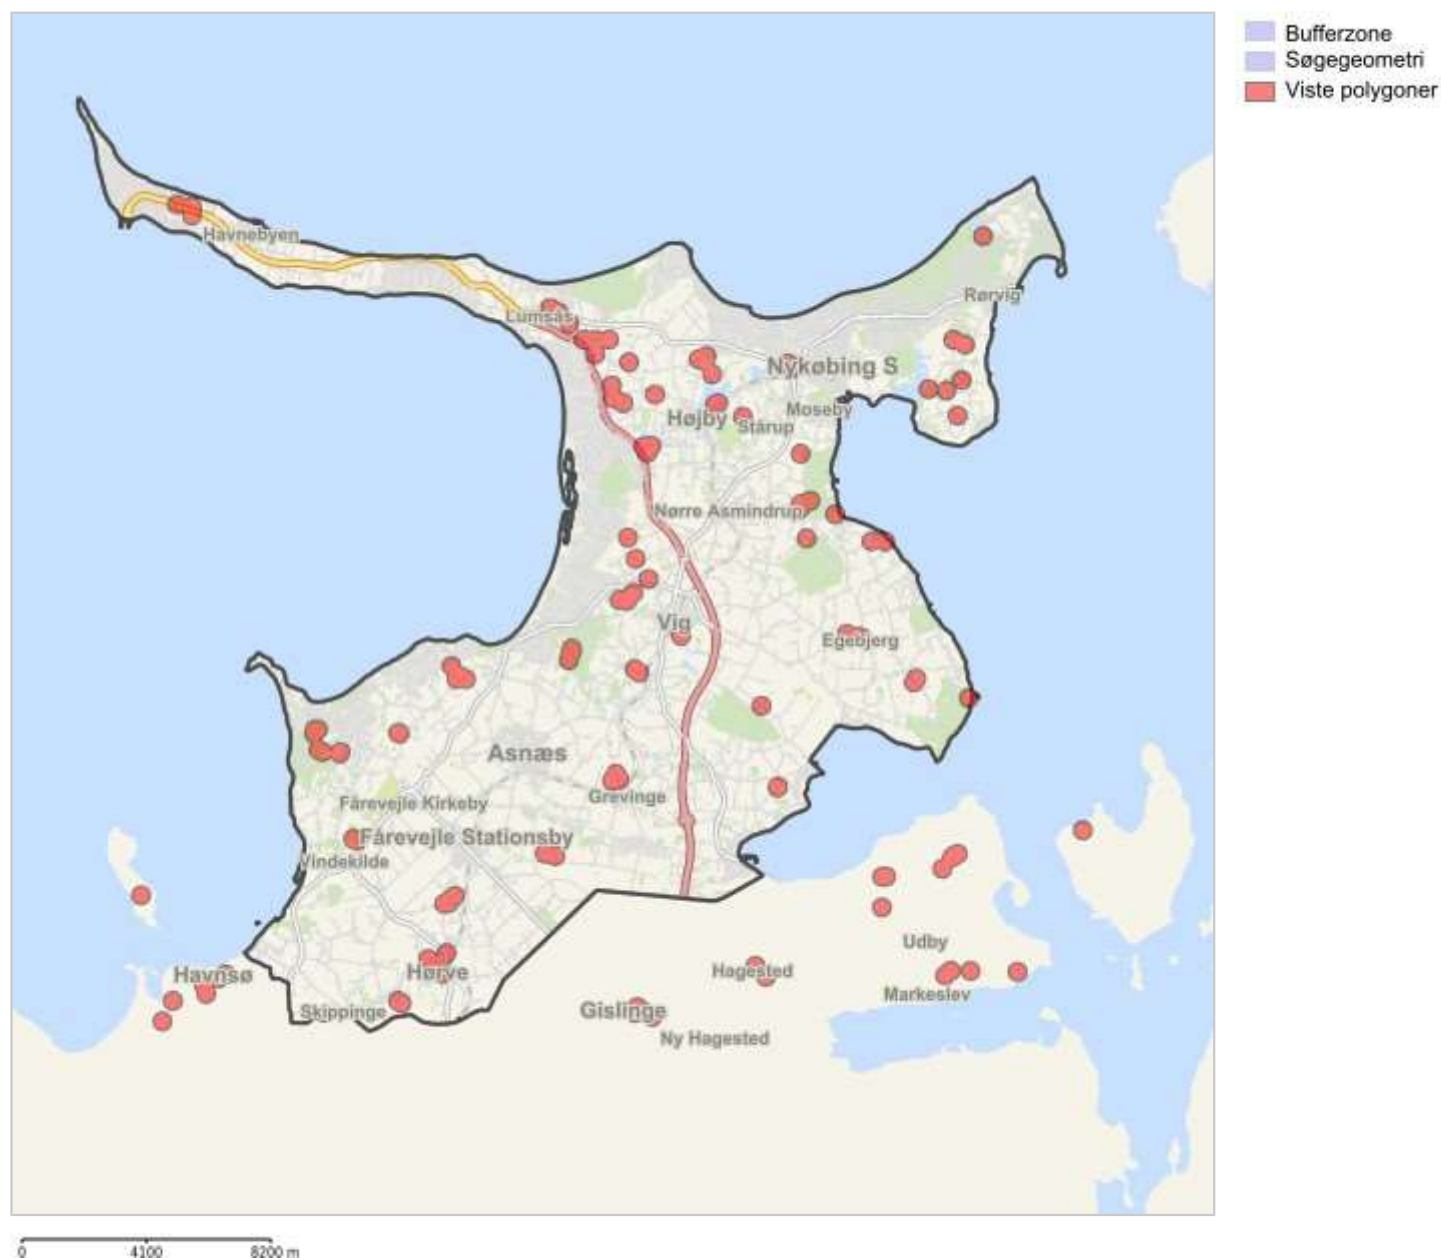 Bufferzone
Søgegeometri
Viste polygoner
Havnebyen
Rørvig
Lumsås
Nykøbing S
Højby
Moseby
Stårup
Nørre Asmindrup
Vig
Egebjerg
Asnæs
Grevinge
Fårevejle Kirkeby
Fårevejle Stationsby
Vindekilde
Udby
Havnsø
Hørve
Hagested
Markeslev
Skippinge
Gislinge
Ny Hagested
0 4100 8200 m